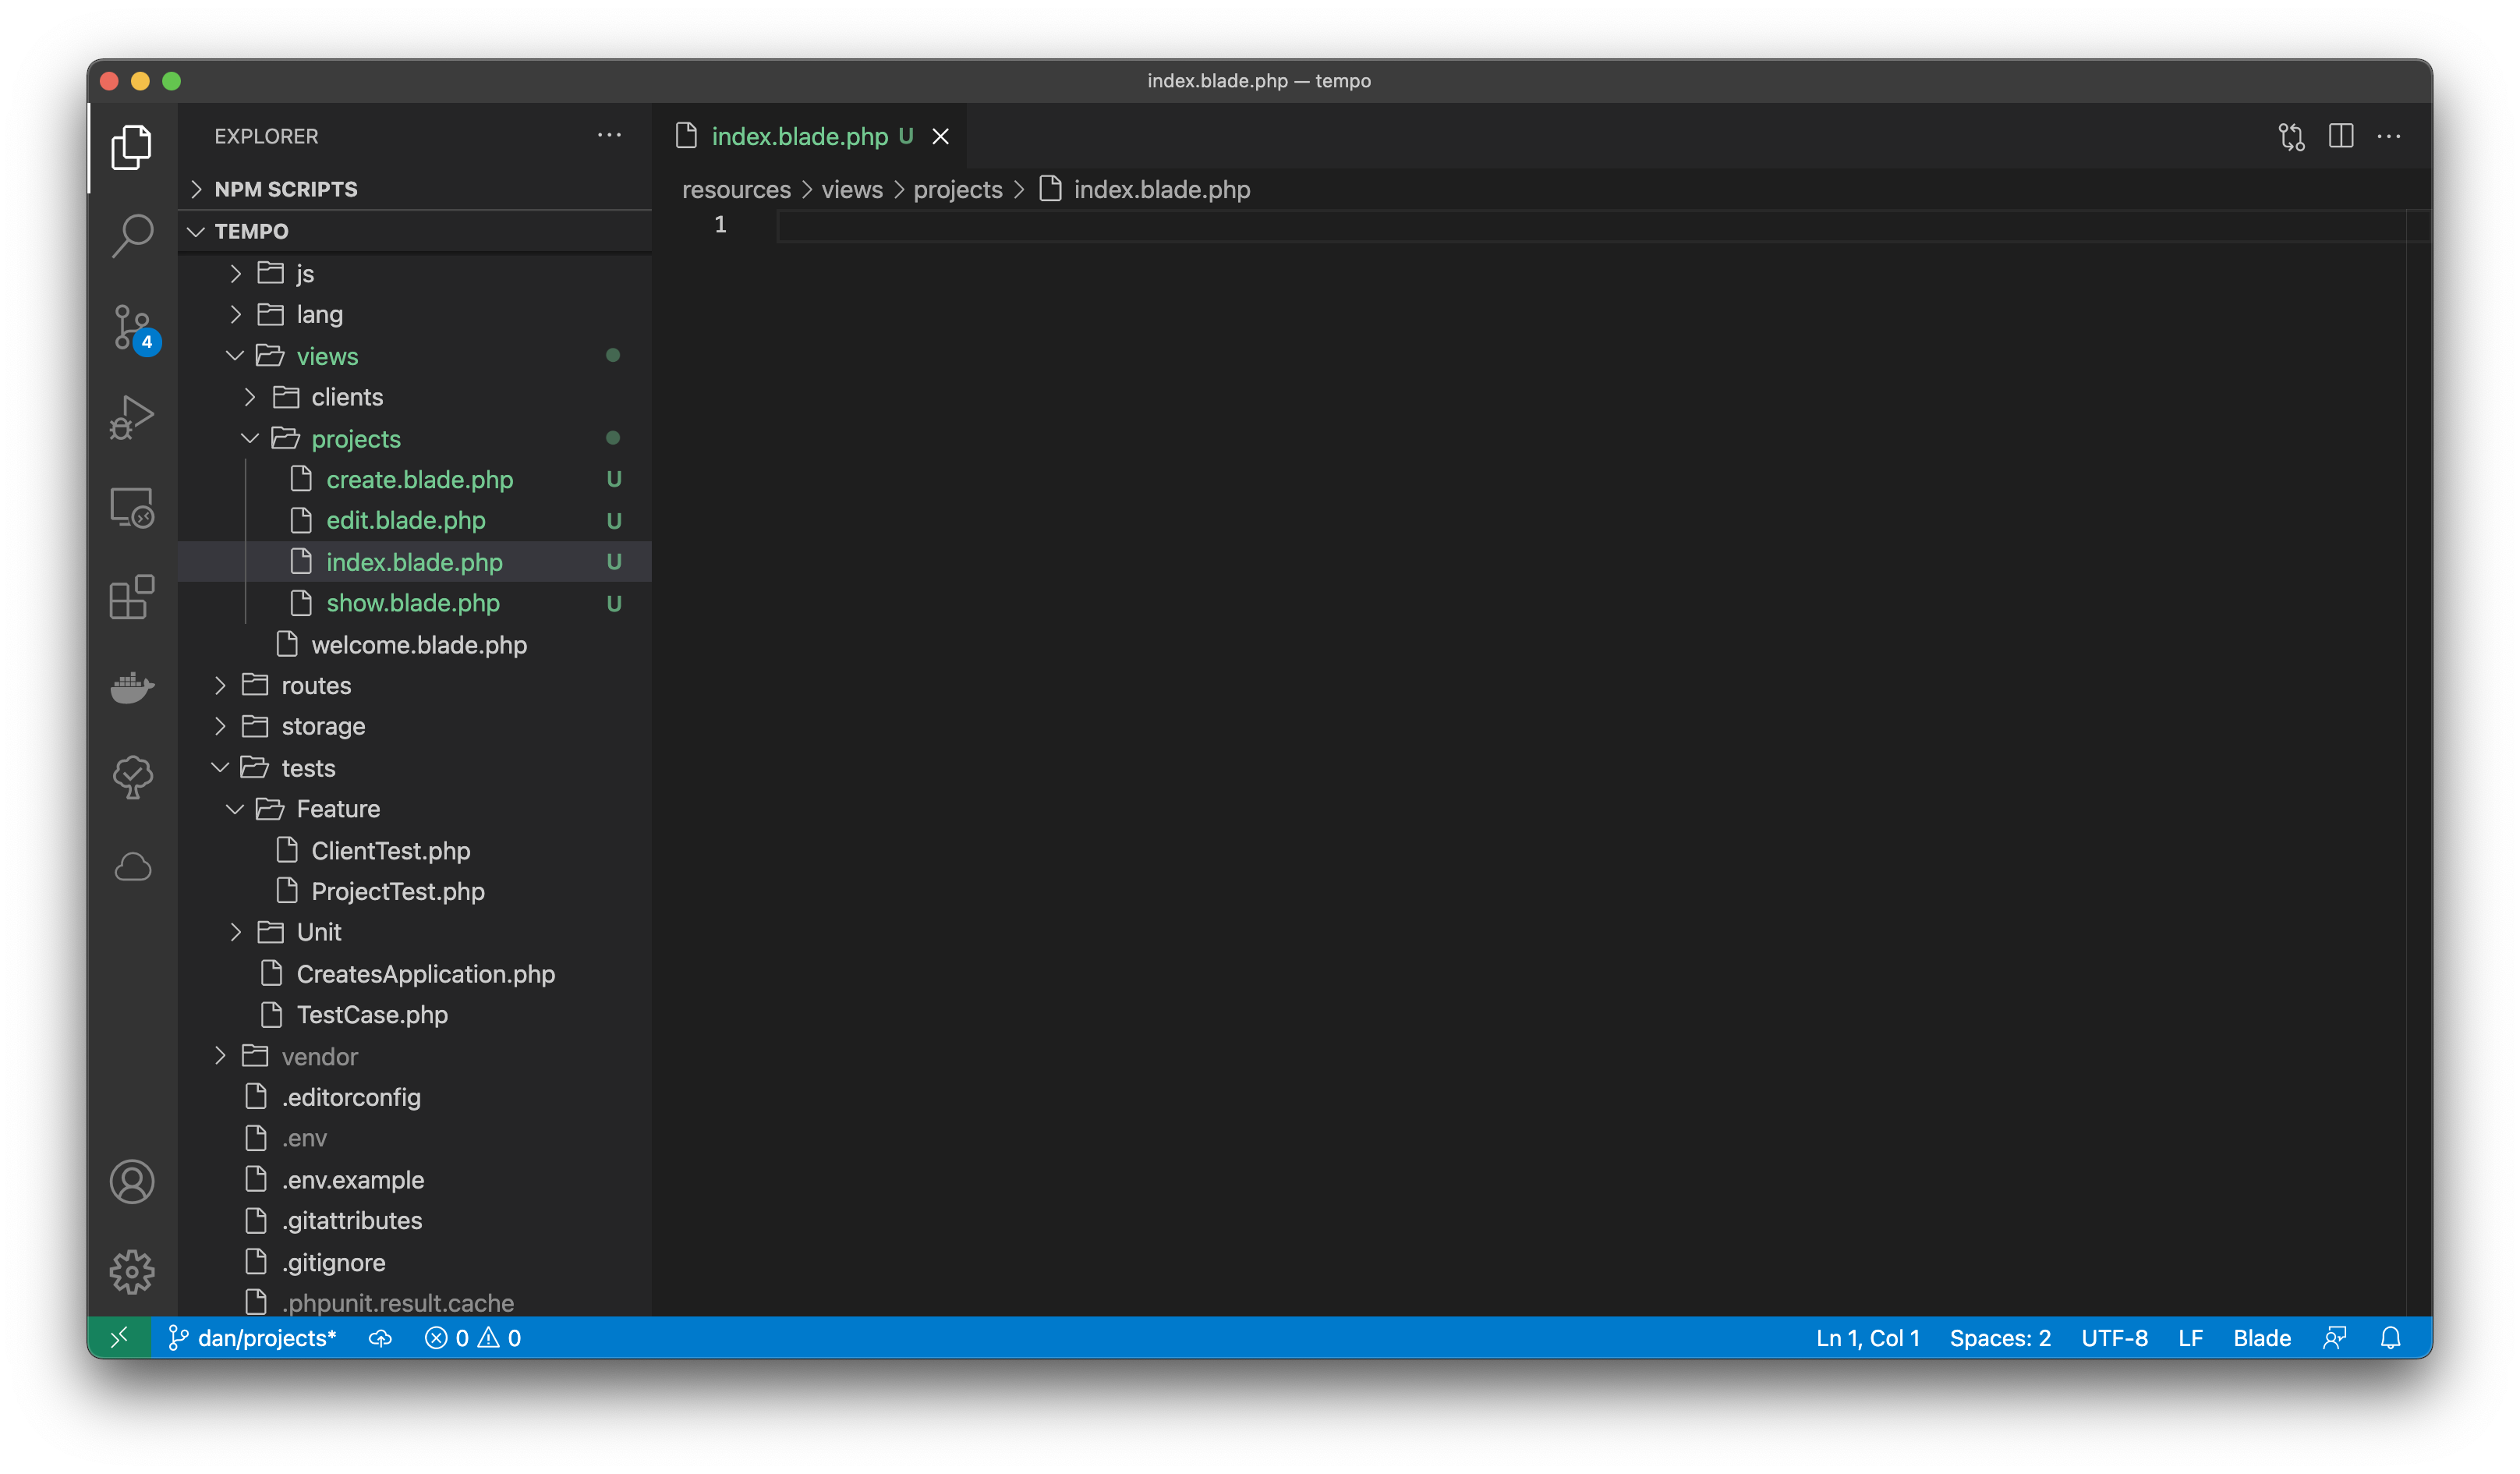 index.blade.php — tempo
EXPLORER
NPM SCRIPTS
TEMPO
js
lang
views
clients
projects
create.blade.php U
edit.blade.php U
index.blade.php U
show.blade.php U
welcome.blade.php
routes
storage
tests
Feature
ClientTest.php
ProjectTest.php
Unit
CreatesApplication.php
TestCase.php
vendor
.editorconfig
.env
.env.example
.gitattributes
.gitignore
.phpunit.result.cache
4
index.blade.php U
resources > views > projects > index.blade.php
1
dan/projects* 0 0
Ln 1, Col 1 Spaces: 2 UTF-8 LF Blade